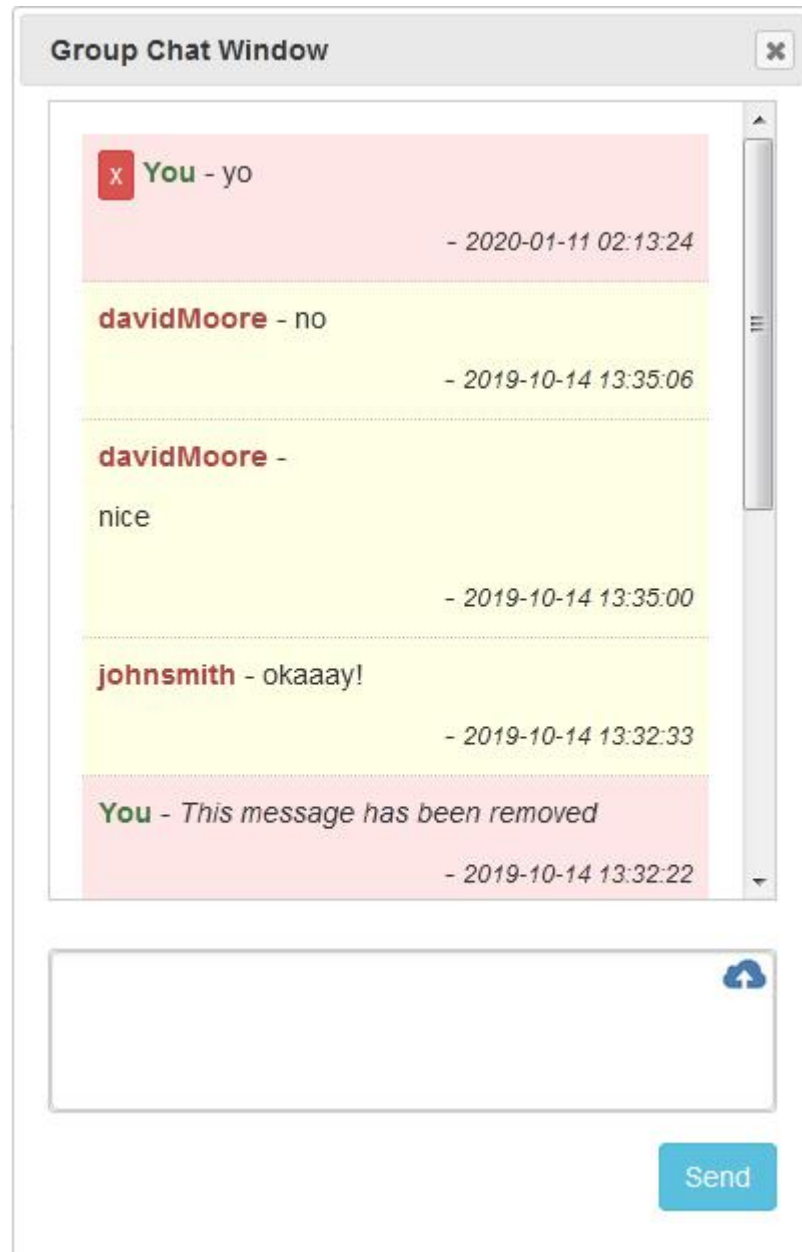 Group Chat Window
x You - yo
- 2020-01-11 02:13:24
davidMoore - no
- 2019-10-14 13:35:06
davidMoore -
nice
- 2019-10-14 13:35:00
johnsmith - okaaay!
- 2019-10-14 13:32:33
You - This message has been removed
- 2019-10-14 13:32:22
Send